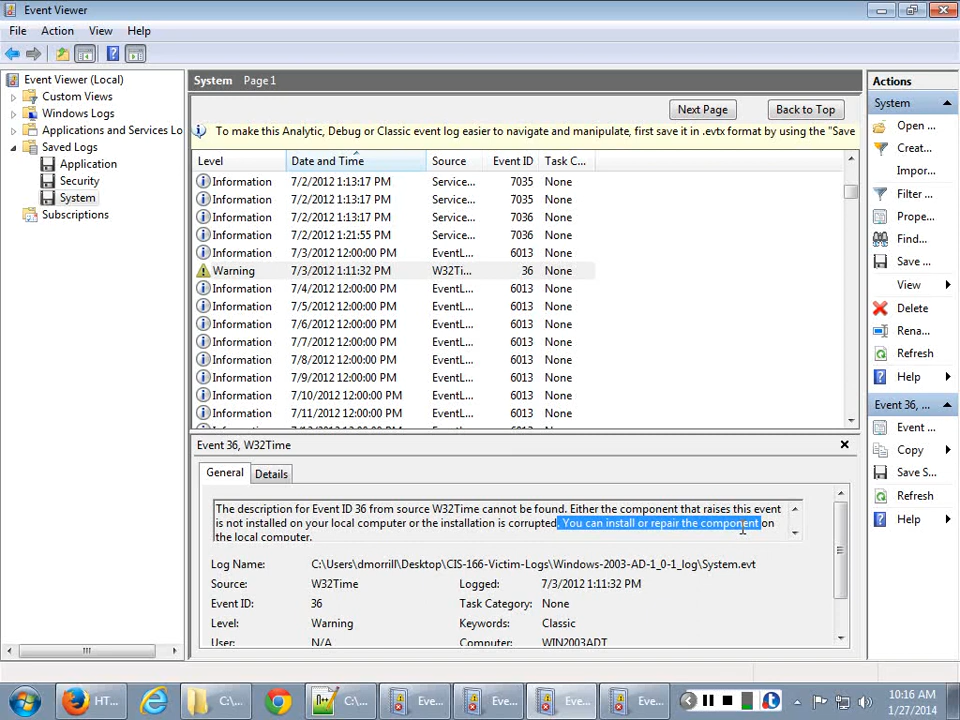 Event Viewer
File Action View Help
Event Viewer (Local)
Custom Views
Windows Logs
Applications and Services Lo
Saved Logs
Application
Security
System
Subscriptions
System Page 1
Next Page Back to Top
To make this Analytic, Debug or Classic event log easier to navigate and manipulate, first save it in .evtx format by using the "Save
Level Date and Time Source Event ID Task C...
Information 7/2/2012 1:13:17 PM Service... 7035 None
Information 7/2/2012 1:13:17 PM Service... 7035 None
Information 7/2/2012 1:13:17 PM Service... 7036 None
Information 7/2/2012 1:21:55 PM Service... 7036 None
Information 7/3/2012 12:00:00 PM EventL... 6013 None
Warning 7/3/2012 1:11:32 PM W32Ti... 36 None
Information 7/4/2012 12:00:00 PM EventL... 6013 None
Information 7/5/2012 12:00:00 PM EventL... 6013 None
Information 7/6/2012 12:00:00 PM EventL... 6013 None
Information 7/7/2012 12:00:00 PM EventL... 6013 None
Information 7/8/2012 12:00:00 PM EventL... 6013 None
Information 7/9/2012 12:00:00 PM EventL... 6013 None
Information 7/10/2012 12:00:00 PM EventL... 6013 None
Information 7/11/2012 12:00:00 PM EventL... 6013 None
Event 36, W32Time
General Details
The description for Event ID 36 from source W32Time cannot be found. Either the component that raises this event
is not installed on your local computer or the installation is corrupted. You can install or repair the component on
the local computer.
Log Name: C:\Users\dmorrill\Desktop\CIS-166-Victim-Logs\Windows-2003-AD-1_0-1_log\System.evt
Source: W32Time Logged: 7/3/2012 1:11:32 PM
Event ID: 36 Task Category: None
Level: Warning Keywords: Classic
User: N/A Computer: WIN2003ADT
Actions
System
Open ...
Creat...
Impor...
Filter ...
Prope...
Find...
Save ...
View
Delete
Rena...
Refresh
Help
Event 36, ...
Event ...
Copy
Save S...
Refresh
Help
HT... C:\... C:\... Eve... Eve... Eve... Eve...
10:16 AM
1/27/2014